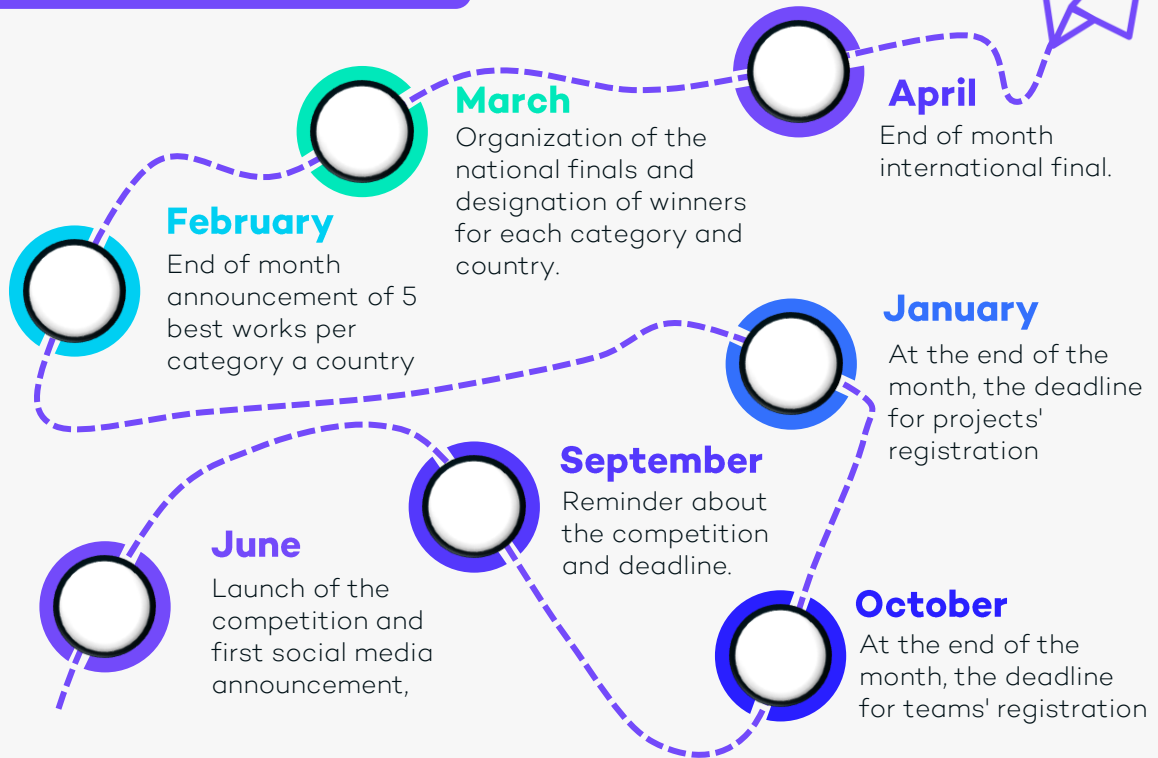 March
Organization of the
national finals and
designation of winners
for each category and
country.
April
End of month
international final.
February
End of month
announcement of 5
best works per
category a country
January
At the end of the
month, the deadline
for projects'
registration
September
Reminder about
the competition
and deadline.
June
Launch of the
competition and
first social media
announcement,
October
At the end of the
month, the deadline
for teams' registration